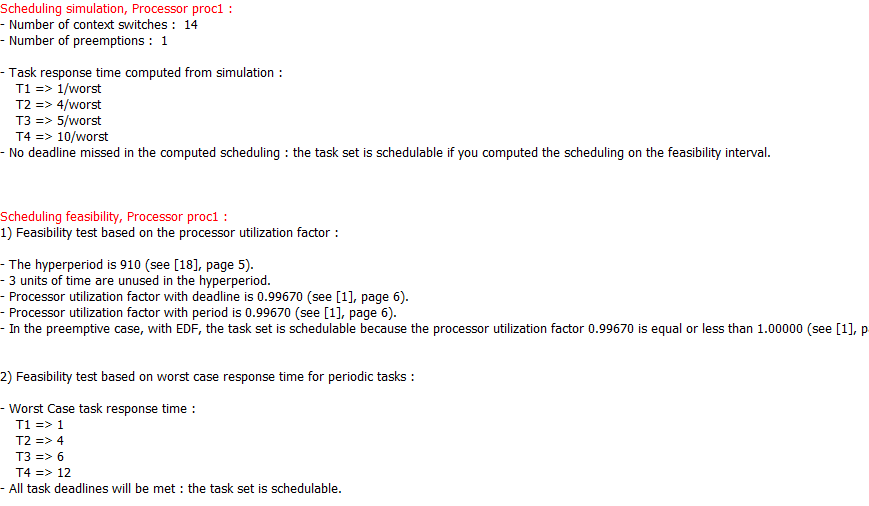 Scheduling simulation, Processor proc1 :
- Number of context switches :  14
- Number of preemptions :  1
- Task response time computed from simulation :
T1 => 1/worst
T2 => 4/worst
T3 => 5/worst
T4 => 10/worst
- No deadline missed in the computed scheduling : the task set is schedulable if you computed the scheduling on the feasibility interval.
Scheduling feasibility, Processor proc1 :
1) Feasibility test based on the processor utilization factor :
- The hyperperiod is 910 (see [18], page 5).
- 3 units of time are unused in the hyperperiod.
- Processor utilization factor with deadline is 0.99670 (see [1], page 6).
- Processor utilization factor with period is 0.99670 (see [1], page 6).
- In the preemptive case, with EDF, the task set is schedulable because the processor utilization factor 0.99670 is equal or less than 1.00000 (see [1], p
2) Feasibility test based on worst case response time for periodic tasks :
- Worst Case task response time :
T1 => 1
T2 => 4
T3 => 6
T4 => 12
- All task deadlines will be met : the task set is schedulable.